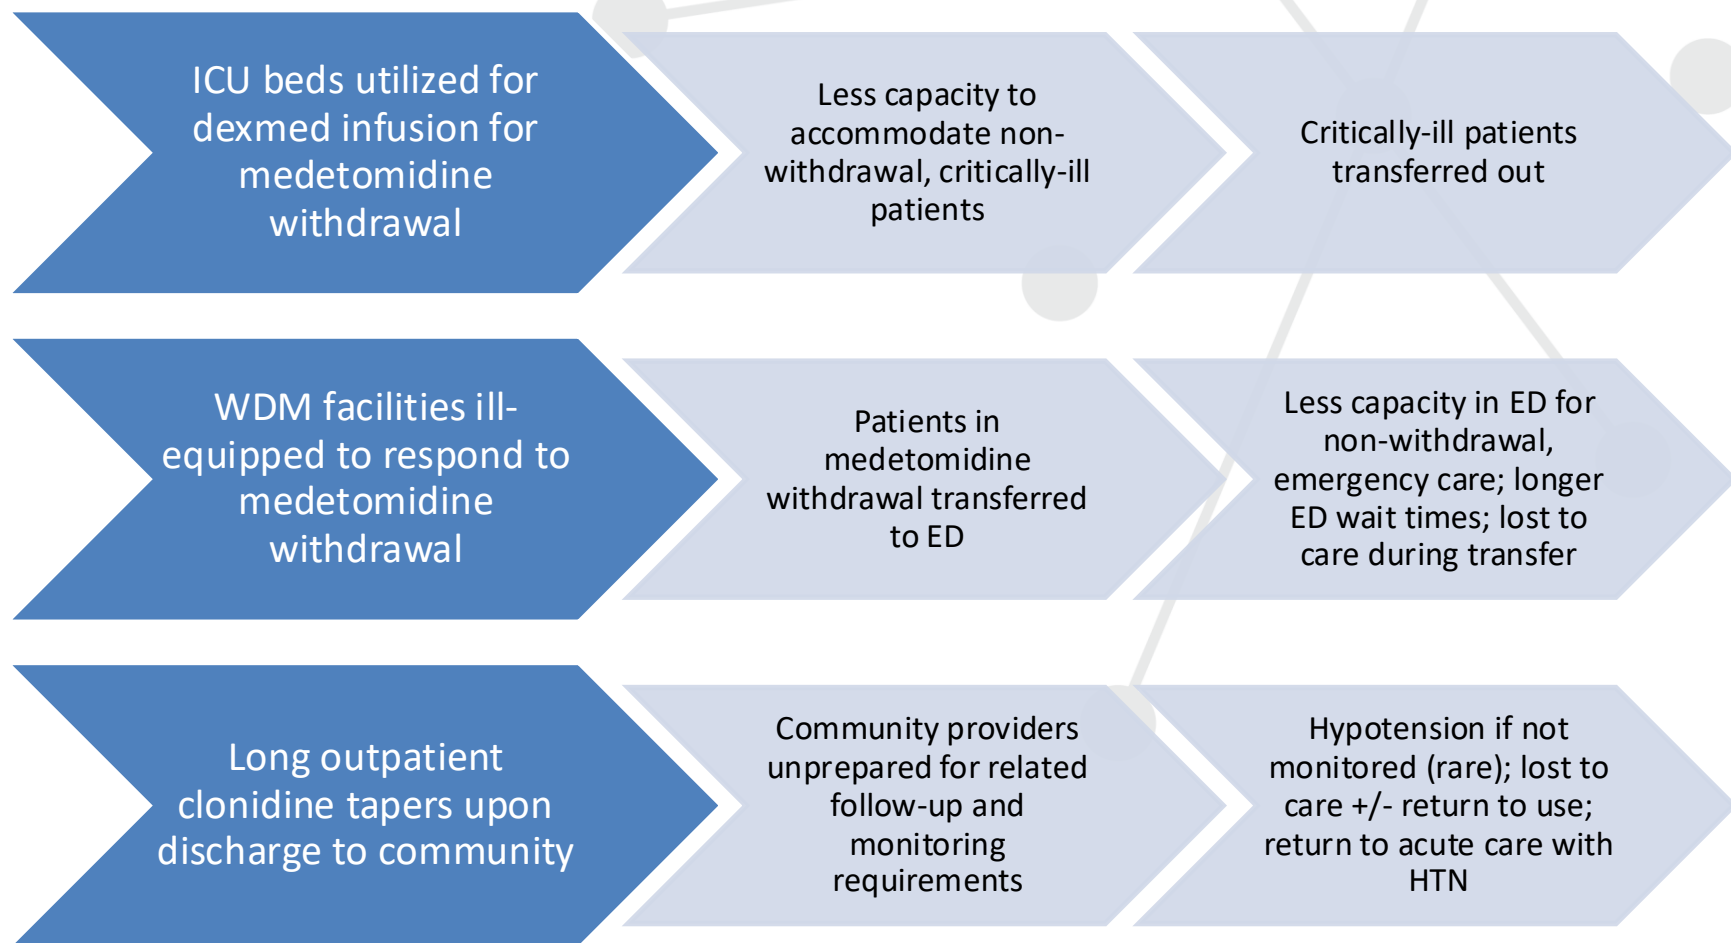 ICU beds utilized for
dexmed infusion for
medetomidine
withdrawal
Less capacity to
accommodate non-
withdrawal, critically-ill
patients
Critically-ill patients
transferred out
WDM facilities ill-
equipped to respond to
medetomidine
withdrawal
Patients in
medetomidine
withdrawal transferred
to ED
Less capacity in ED for
non-withdrawal,
emergency care; longer
ED wait times; lost to
care during transfer
Long outpatient
clonidine tapers upon
discharge to community
Community providers
unprepared for related
follow-up and
monitoring
requirements
Hypotension if not
monitored (rare); lost to
care +/- return to use;
return to acute care with
HTN